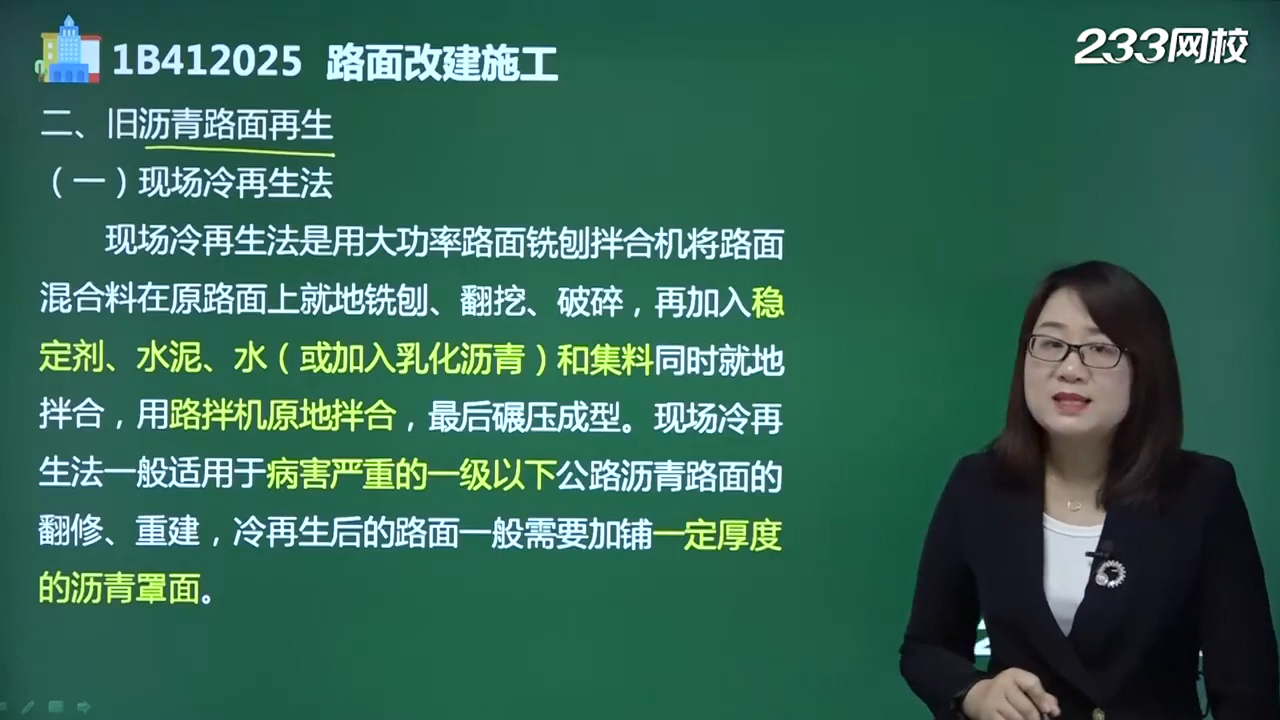 1B412025 路面改建施工
233网校
二、旧沥青路面再生
（一）现场冷再生法
现场冷再生法是用大功率路面铣刨拌合机将路面
混合料在原路面上就地铣刨、翻挖、破碎，再加入稳
定剂、水泥、水（或加入乳化沥青）和集料同时就地
拌合，用路拌机原地拌合，最后碾压成型。现场冷再
生法一般适用于病害严重的一级以下公路沥青路面的
翻修、重建，冷再生后的路面一般需要加铺一定厚度
的沥青罩面。